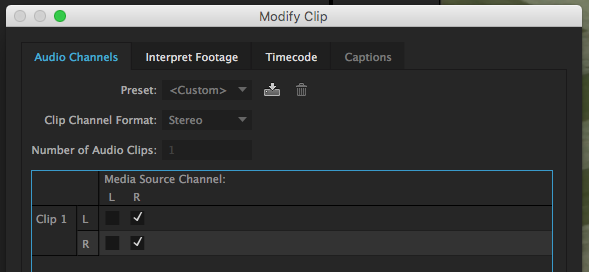 Modify Clip
Audio Channels Interpret Footage Timecode Captions
Preset: <Custom>
Clip Channel Format: Stereo
Number of Audio Clips: 1
Media Source Channel:
L R
Clip 1 L
R